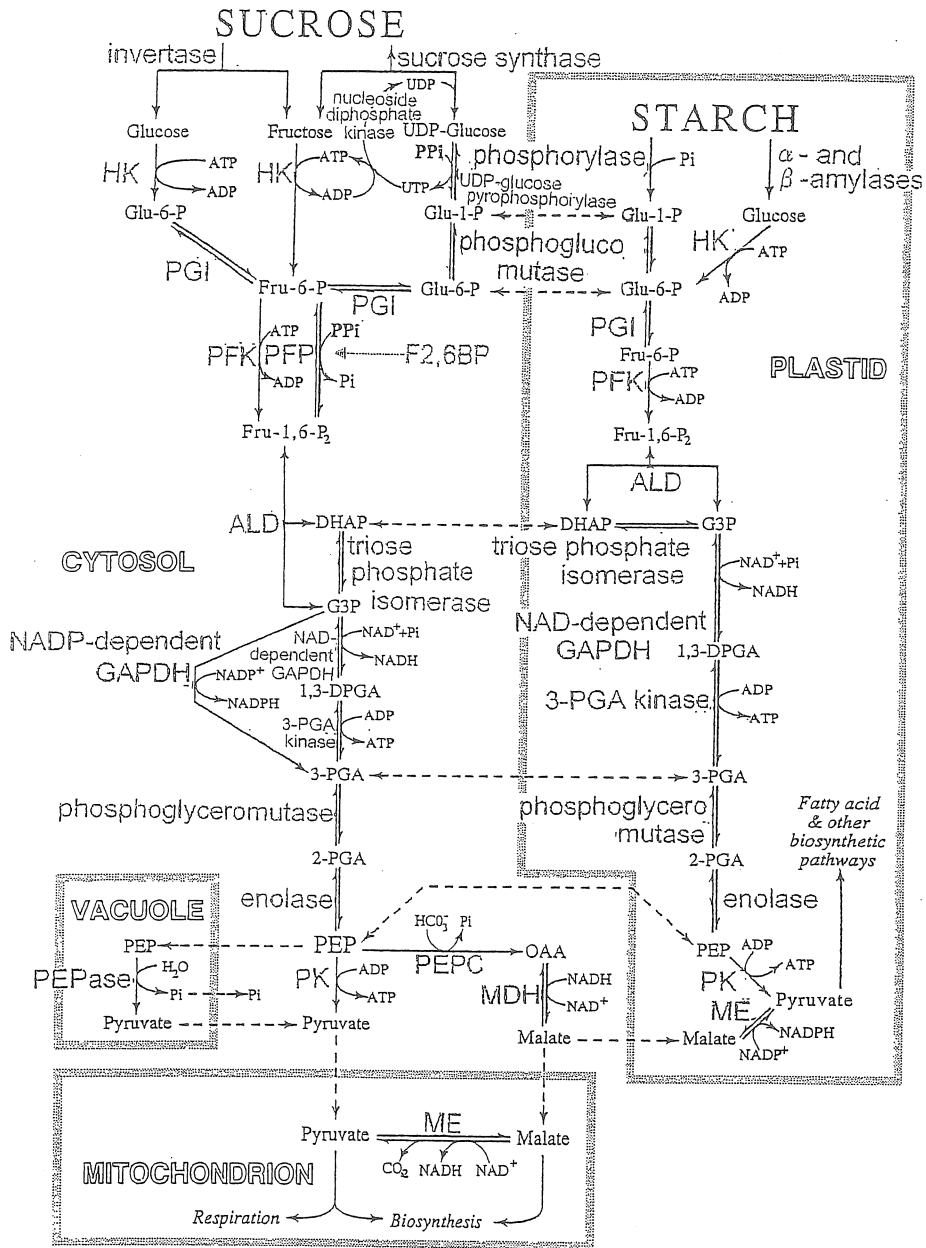 SUCROSE
invertase
sucrose synthase
UDP
nucleoside
diphosphate
kinase
Glucose
Fructose
UDP-Glucose
STARCH
HK
ATP
ADP
HK
ATP
ADP
UTP
PPi
UDP-glucose
pyrophosphorylase
phosphorylase
Pi
α- and
β-amylases
Glu-6-P
Glu-1-P
Glu-1-P
Glucose
PGI
phosphogluco
mutase
HK
ATP
ADP
Fru-6-P
PGI
Glu-6-P
Glu-6-P
PFK
ATP
ADP
PFP
PPi
Pi
F2,6BP
PGI
Fru-6-P
PFK
ATP
ADP
PLASTID
Fru-1,6-P2
Fru-1,6-P2
ALD
ALD
DHAP
DHAP
G3P
CYTOSOL
triose
phosphate
isomerase
triose phosphate
isomerase
NAD++Pi
NADH
G3P
NADP-dependent
GAPDH
NADP+
NADPH
NAD-
dependent
GAPDH
NAD++Pi
NADH
NAD-dependent
GAPDH
1,3-DPGA
1,3-DPGA
3-PGA
kinase
ADP
ATP
3-PGA kinase
ADP
ATP
3-PGA
3-PGA
phosphoglyceromutase
phosphoglycero
mutase
Fatty acid
& other
biosynthetic
pathways
2-PGA
2-PGA
enolase
enolase
VACUOLE
PEP
PEP
HCO3-
Pi
PEPC
OAA
PEP
ADP
ATP
PEPase
H2O
Pi
Pi
PK
ADP
ATP
MDH
NADH
NAD+
PK
ME
Pyruvate
Pyruvate
Pyruvate
Malate
Malate
NADPH
NADP+
Pyruvate
ME
Malate
CO2
NADH
NAD+
MITOCHONDRION
Respiration
Biosynthesis